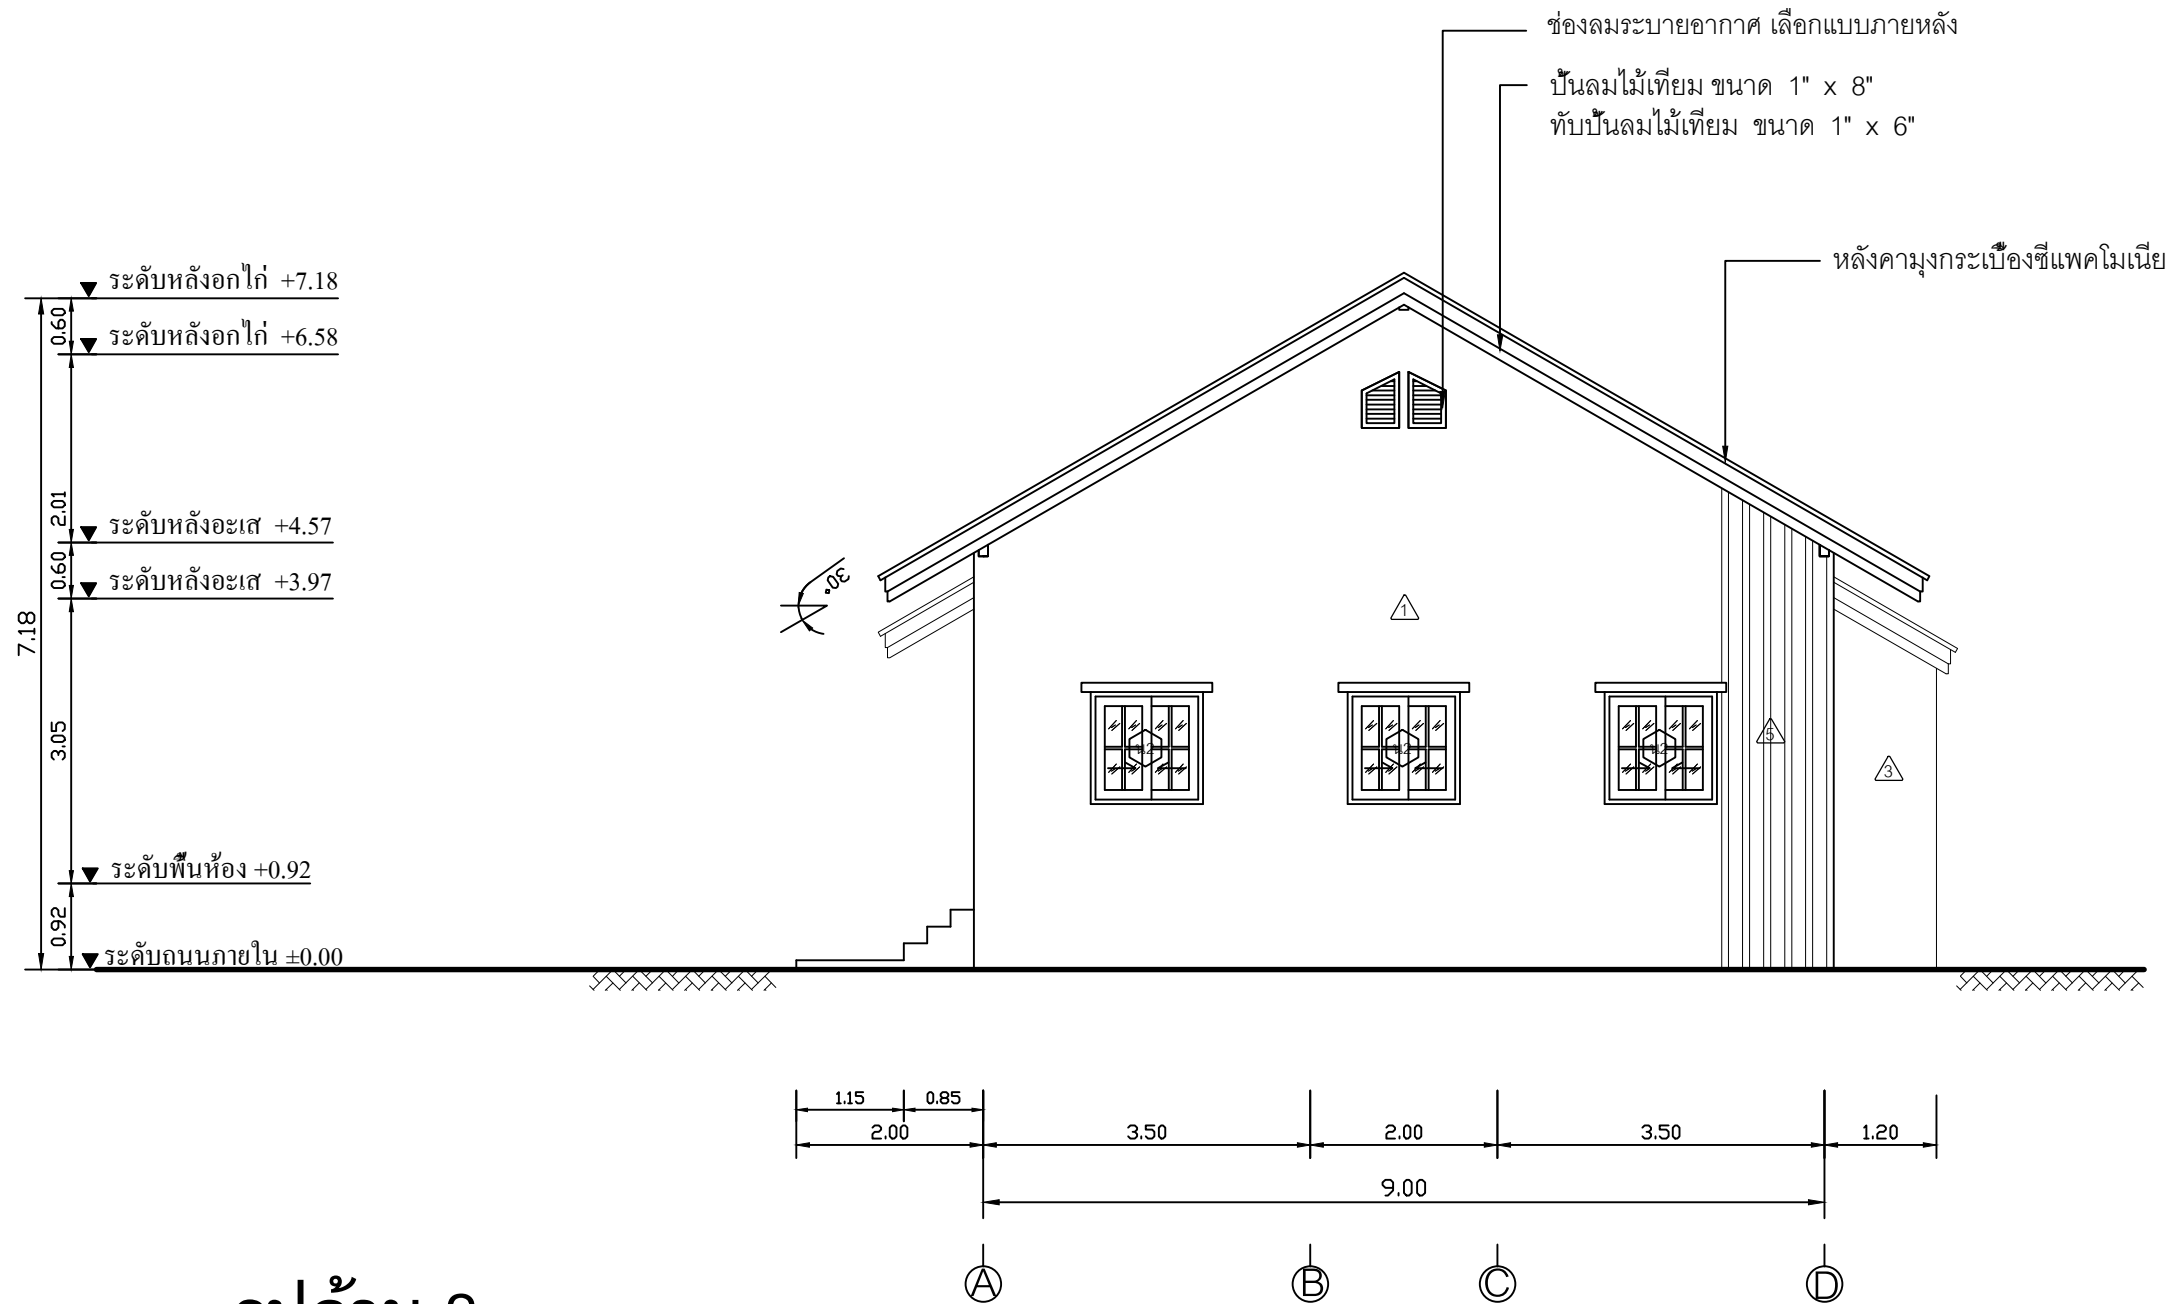 ช่องลมระบายอากาศ เลือกแบบภายหลัง
ปั้นลมไม้เทียม ขนาด 1" x 8"
ทับปั้นลมไม้เทียม ขนาด 1" x 6"
หลังคามุงกระเบื้องซีแพคโมเนีย
ระดับหลังอกไก่ +7.18
0.60
ระดับหลังอกไก่ +6.58
2.01
ระดับหลังอะเส +4.57
0.60
ระดับหลังอะเส +3.97
7.18
3.05
ระดับพื้นห้อง +0.92
0.92
ระดับถนนภายใน ±0.00
30°
1
น2
น2
น2
5
3
1.15
0.85
2.00
3.50
2.00
3.50
1.20
9.00
A
B
C
D